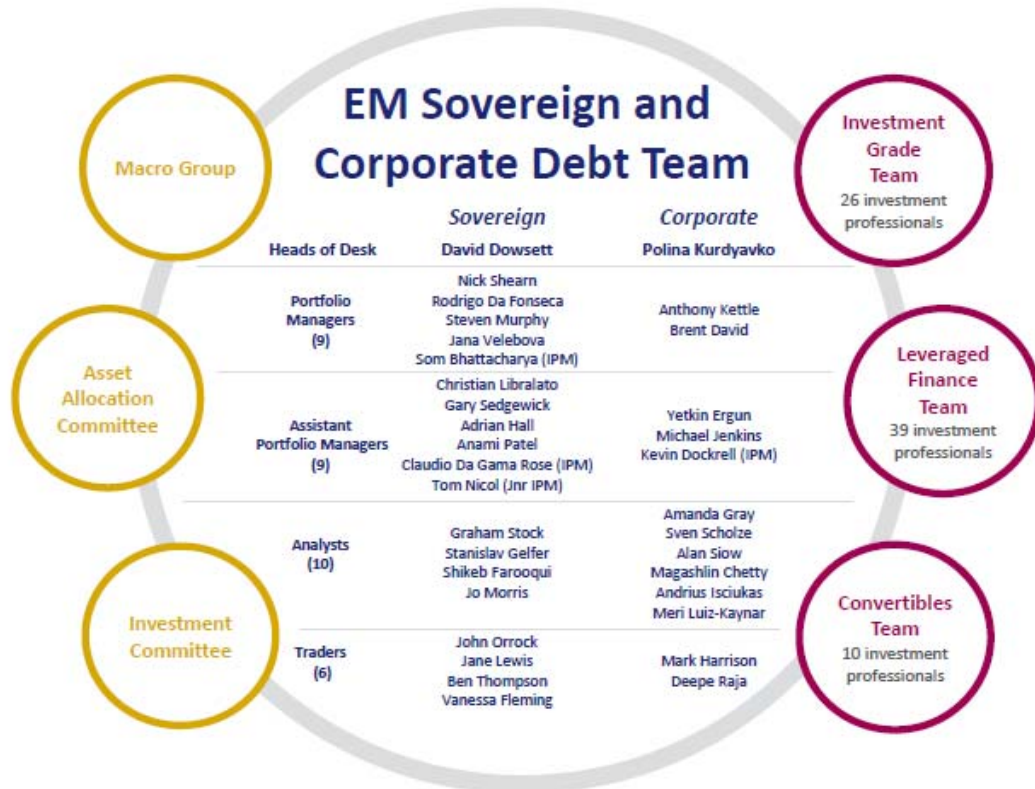 EM Sovereign and
Corporate Debt Team
Sovereign
Corporate
Heads of Desk
David Dowsett
Polina Kurdyavko
Portfolio
Managers
(9)
Nick Shearn
Rodrigo Da Fonseca
Steven Murphy
Jana Velebova
Som Bhattacharya (IPM)
Anthony Kettle
Brent David
Assistant
Portfolio Managers
(9)
Christian Libralato
Gary Sedgewick
Adrian Hall
Anami Patel
Claudio Da Gama Rose (IPM)
Tom Nicol (Jnr IPM)
Yetkin Ergun
Michael Jenkins
Kevin Dockrell (IPM)
Analysts
(10)
Graham Stock
Stanislav Gelfer
Shikeb Farooqui
Jo Morris
Amanda Gray
Sven Scholze
Alan Siow
Magashlin Chetty
Andrius Isciukas
Meri Luiz-Kaynar
Traders
(6)
John Orrock
Jane Lewis
Ben Thompson
Vanessa Fleming
Mark Harrison
Deepe Raja
Macro Group
Asset
Allocation
Committee
Investment
Committee
Investment
Grade
Team
26 investment
professionals
Leveraged
Finance
Team
39 investment
professionals
Convertibles
Team
10 investment
professionals